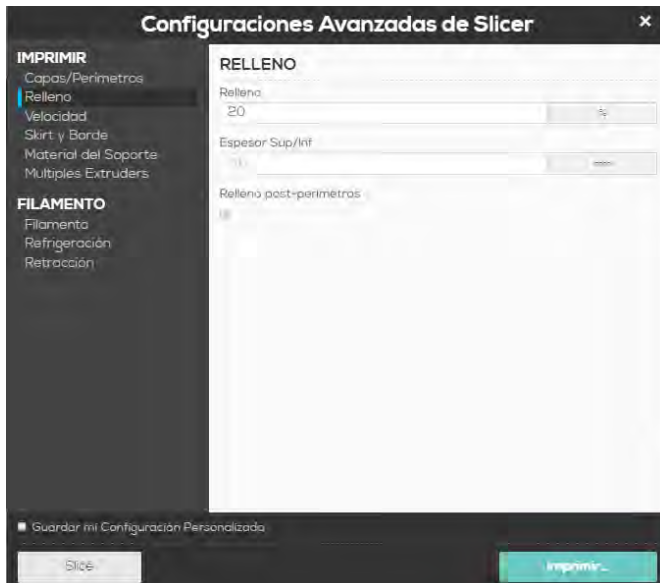 Configuraciones Avanzadas de Slicer ×
IMPRIMIR
Capas/Perímetros
Relleno
Velocidad
Skirt y Borde
Material del Soporte
Multiples Extruders
FILAMENTO
Filamento
Refrigeración
Retracción
RELLENO
Relleno
20 %
Espesor Sup/Inf
Relleno post-perímetros
Guardar mi Configuración Personalizada
Slice
Imprimir...